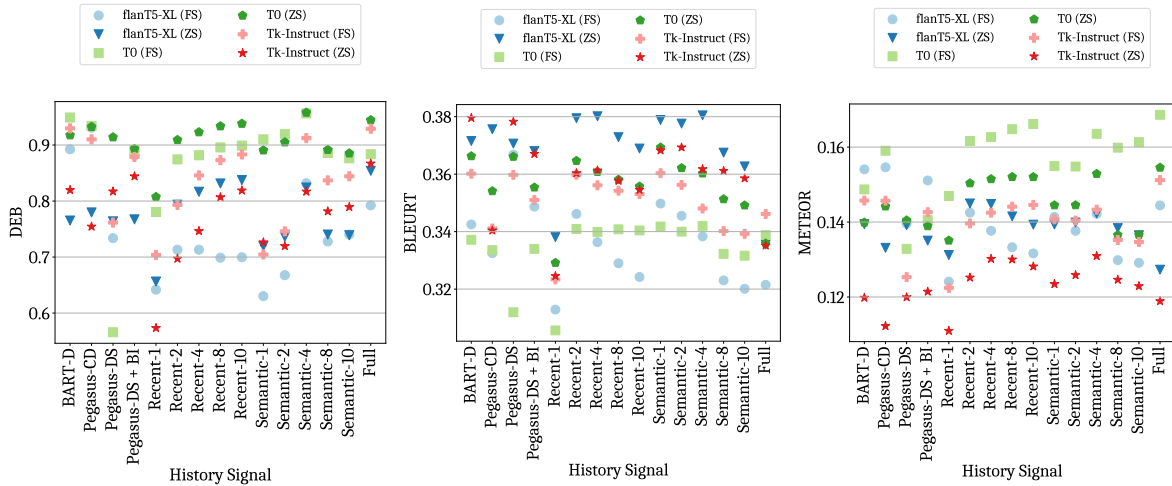 flanT5-XL (FS)
flanT5-XL (ZS)
T0 (FS)
T0 (ZS)
Tk-Instruct (FS)
Tk-Instruct (ZS)
DEB
0.9
0.8
0.7
0.6
BART-D
Pegasus-CD
Pegasus-DS
Pegasus-DS + BI
Recent-1
Recent-2
Recent-4
Recent-8
Recent-10
Semantic-1
Semantic-2
Semantic-4
Semantic-8
Semantic-10
Full
History Signal
flanT5-XL (FS)
flanT5-XL (ZS)
T0 (FS)
T0 (ZS)
Tk-Instruct (FS)
Tk-Instruct (ZS)
BLEURT
0.38
0.36
0.34
0.32
BART-D
Pegasus-CD
Pegasus-DS
Pegasus-DS + BI
Recent-1
Recent-2
Recent-4
Recent-8
Recent-10
Semantic-1
Semantic-2
Semantic-4
Semantic-8
Semantic-10
Full
History Signal
flanT5-XL (FS)
flanT5-XL (ZS)
T0 (FS)
T0 (ZS)
Tk-Instruct (FS)
Tk-Instruct (ZS)
METEOR
0.16
0.14
0.12
BART-D
Pegasus-CD
Pegasus-DS
Pegasus-DS + BI
Recent-1
Recent-2
Recent-4
Recent-8
Recent-10
Semantic-1
Semantic-2
Semantic-4
Semantic-8
Semantic-10
Full
History Signal